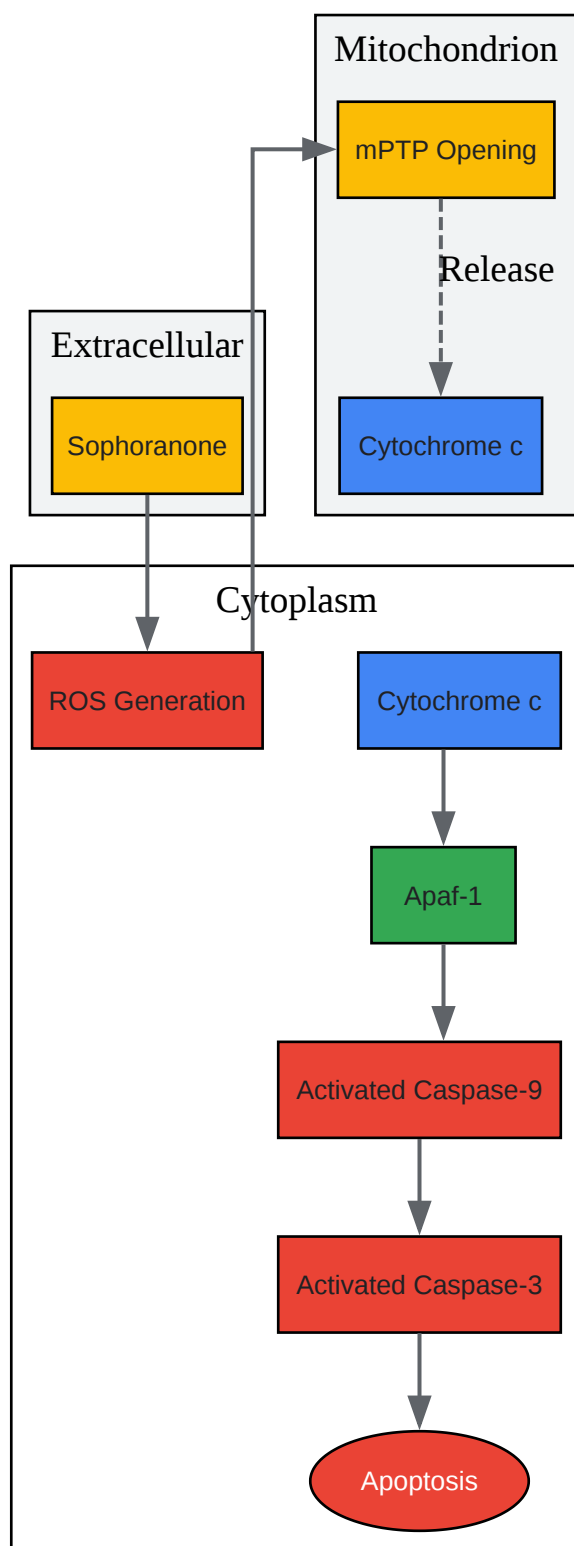 Mitochondrion
mPTP Opening
Release
Extracellular
Sophoranone
Cytochrome c
Cytoplasm
ROS Generation
Cytochrome c
Apaf-1
Activated Caspase-9
Activated Caspase-3
Apoptosis